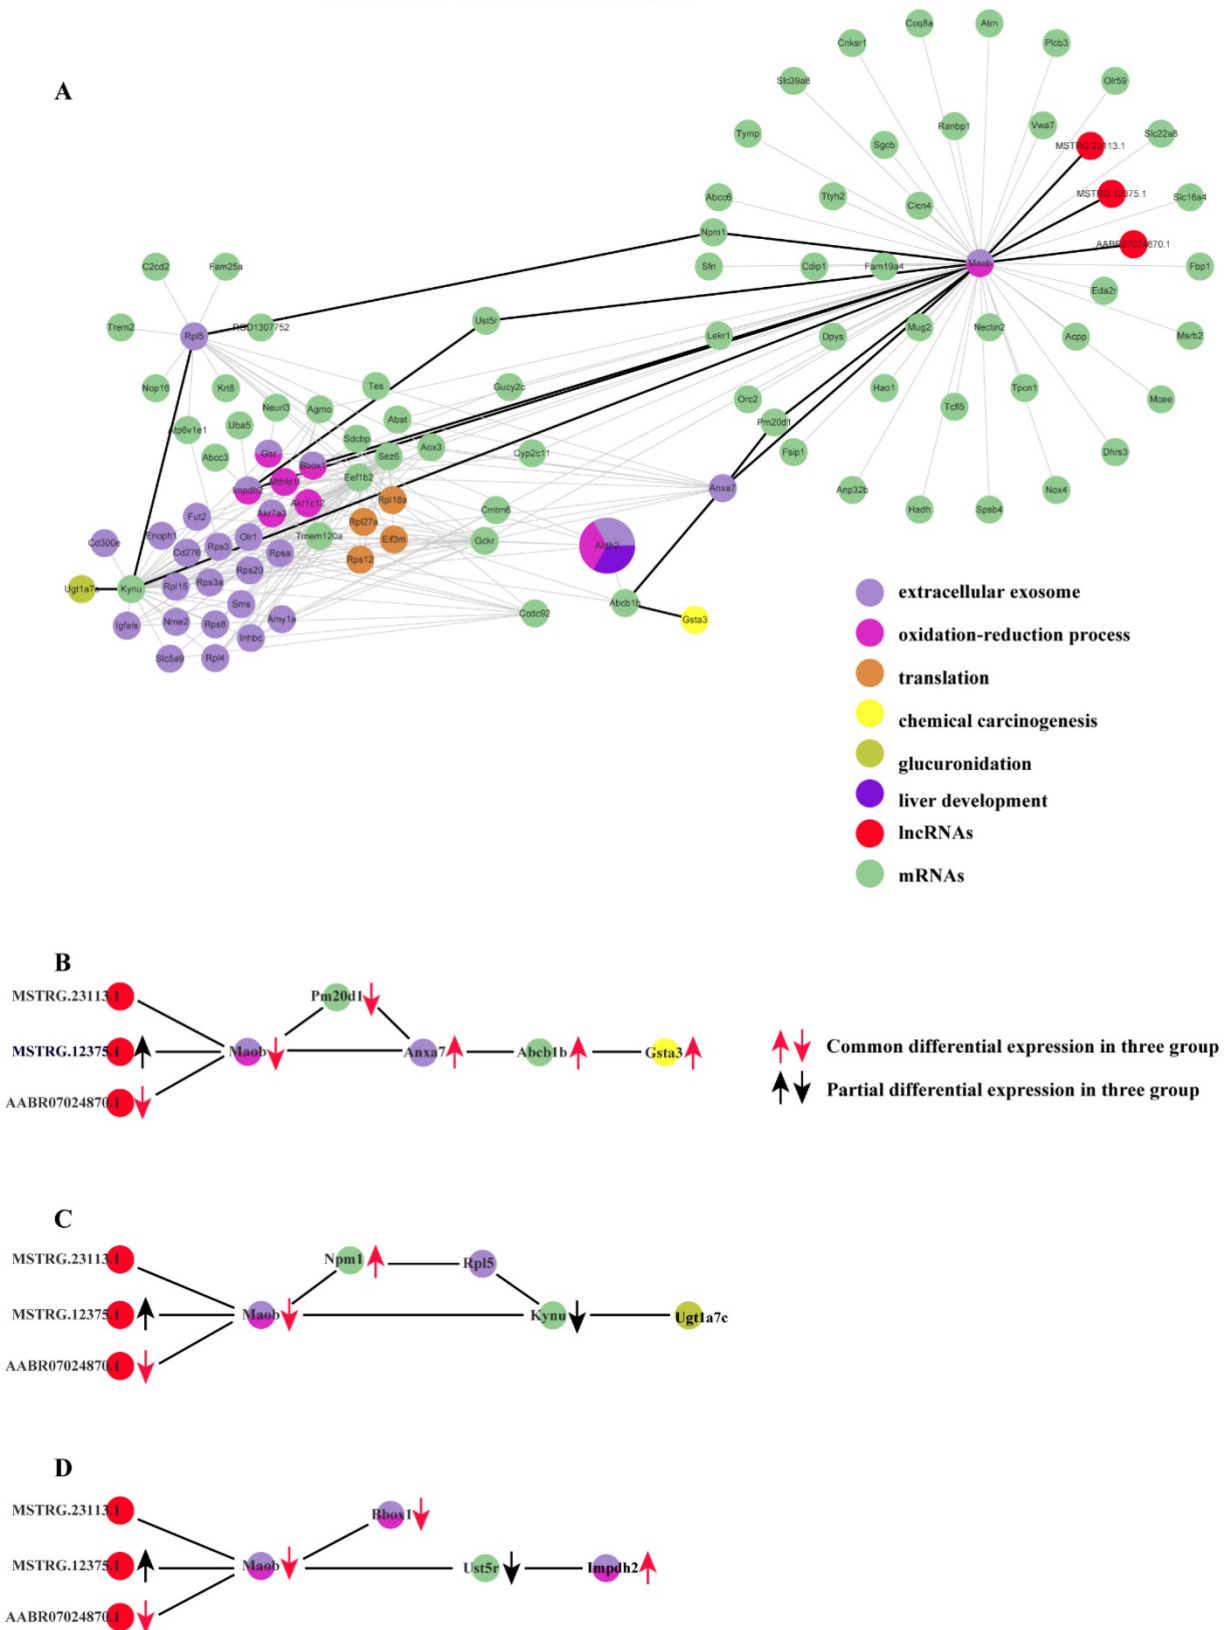 A
Coq8a
Atrn
Cnksr1
Plcb3
Slc39a8
Olr59
Tymp
Ranbp1
Vwa7
Slc22a8
Sgcb
MSTRG.23113.1
Abcc6
Ttyh2
Clcn4
MSTRG.12375.1
Slc16a4
Npm1
AABR07024870.1
C2cd2
Fam25a
Sfn
Cdip1
Fam19a4
Maob
Fbp1
Eda2r
Trem2
RGD1307752
Rpl5
Ust5r
Lekr1
Dpys
Mug2
Nectin2
Acpp
Msrb2
Nop16
Krt8
Tes
Gucy2c
Hao1
Tpcn1
Neurl3
Agmo
Orc2
Tcfl5
Mcee
Atp6v1e1
Uba5
Abat
Pm20d1
Sdcbp
Abcc3
Gsr
Bbox1
Sez6
Aox3
Cyp2c11
Fsip1
Dhrs3
Impdh2
Mthfd1l
Eef1b2
Anxa7
Anp32b
Nox4
Akr1c12
Rpl18a
Fut2
Akr7a3
Rpl27a
Cmtm6
Hadh
Spsb4
Cd300e
Enoph1
Olr1
Tmem120a
Eif3m
Gckr
Aldh2
Cd276
Rps3
Rpsa
Rps12
Rps20
Ugt1a7c
Kynu
Rpl15
Rps3a
extracellular exosome
Sms
Abcb1b
Igfals
Nme2
Rps8
Amy1a
Ccdc92
Gsta3
oxidation-reduction process
Inhbc
Slc5a9
Rpl4
translation
chemical carcinogenesis
glucuronidation
liver development
lncRNAs
mRNAs
B
MSTRG.23113.1
Pm20d1
MSTRG.12375.1
Maob
Anxa7
Abcb1b
Gsta3
Common differential expression in three group
AABR07024870.1
Partial differential expression in three group
C
MSTRG.23113.1
Npm1
Rpl5
MSTRG.12375.1
Maob
Kynu
Ugt1a7c
AABR07024870.1
D
MSTRG.23113.1
Bbox1
MSTRG.12375.1
Maob
Ust5r
Impdh2
AABR07024870.1